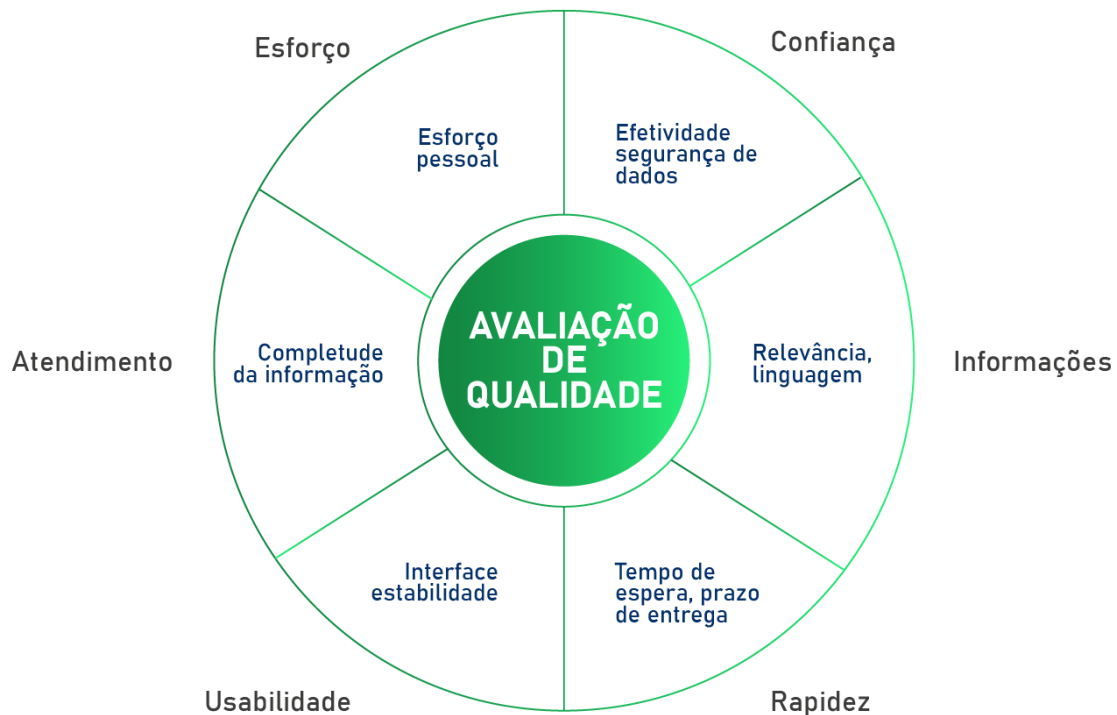 Esforço
Confiança
Esforço
pessoal
Efetividade
segurança de
dados
Atendimento
Completude
da informação
AVALIAÇÃO
DE
QUALIDADE
Relevância,
linguagem
Informações
Interface
estabilidade
Tempo de
espera, prazo
de entrega
Usabilidade
Rapidez